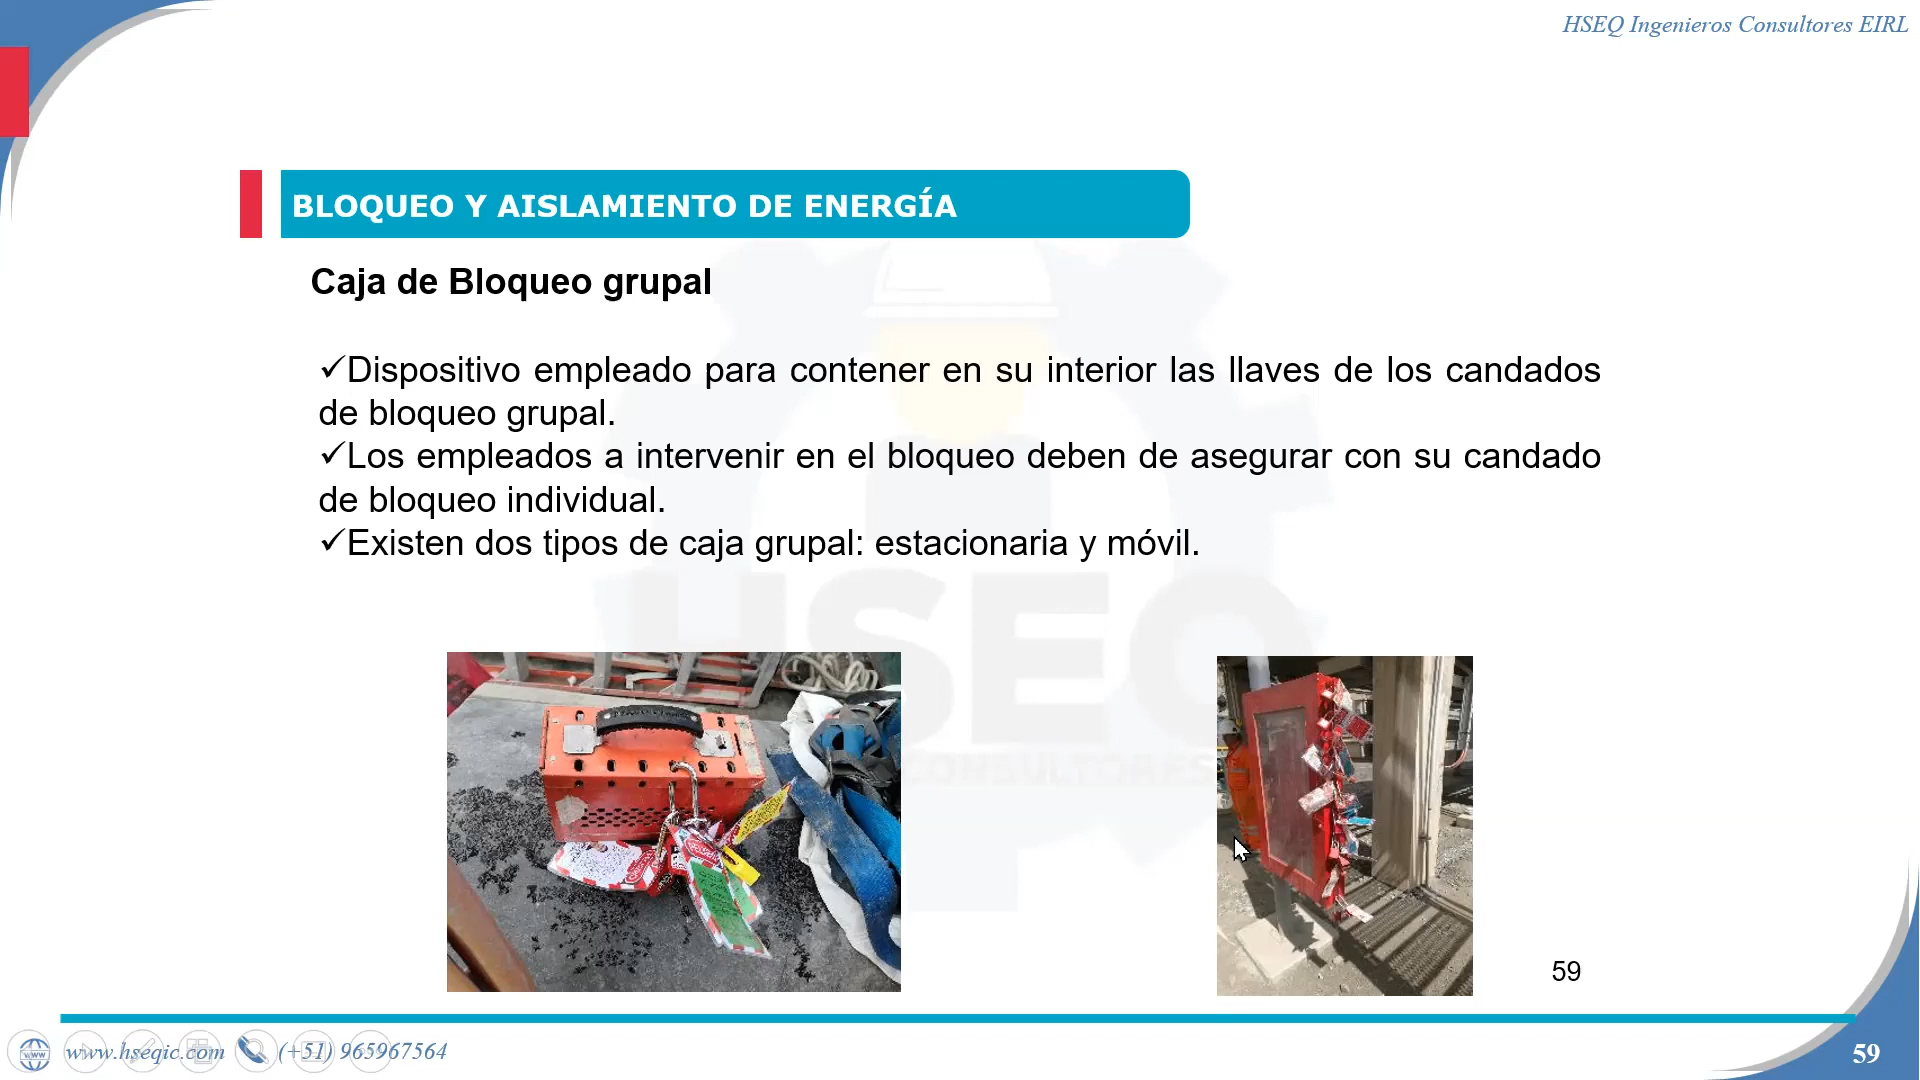 HSEQ Ingenieros Consultores EIRL
BLOQUEO Y AISLAMIENTO DE ENERGÍA
Caja de Bloqueo grupal
✓Dispositivo empleado para contener en su interior las llaves de los candados
de bloqueo grupal.
✓Los empleados a intervenir en el bloqueo deben de asegurar con su candado
de bloqueo individual.
✓Existen dos tipos de caja grupal: estacionaria y móvil.
HSEQ
CONSULTORES
59
www.hseqic.com
(+51) 965967564
59